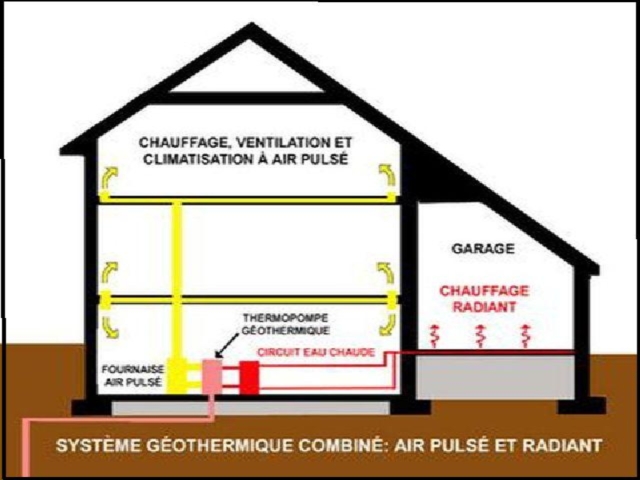 CHAUFFAGE, VENTILATION ET
CLIMATISATION À AIR PULSÉ
GARAGE
CHAUFFAGE
RADIANT
THERMOPOMPE
GÉOTHERMIQUE
CIRCUIT EAU CHAUDE
FOURNAISE
AIR PULSÉ
SYSTÈME GÉOTHERMIQUE COMBINÉ: AIR PULSÉ ET RADIANT